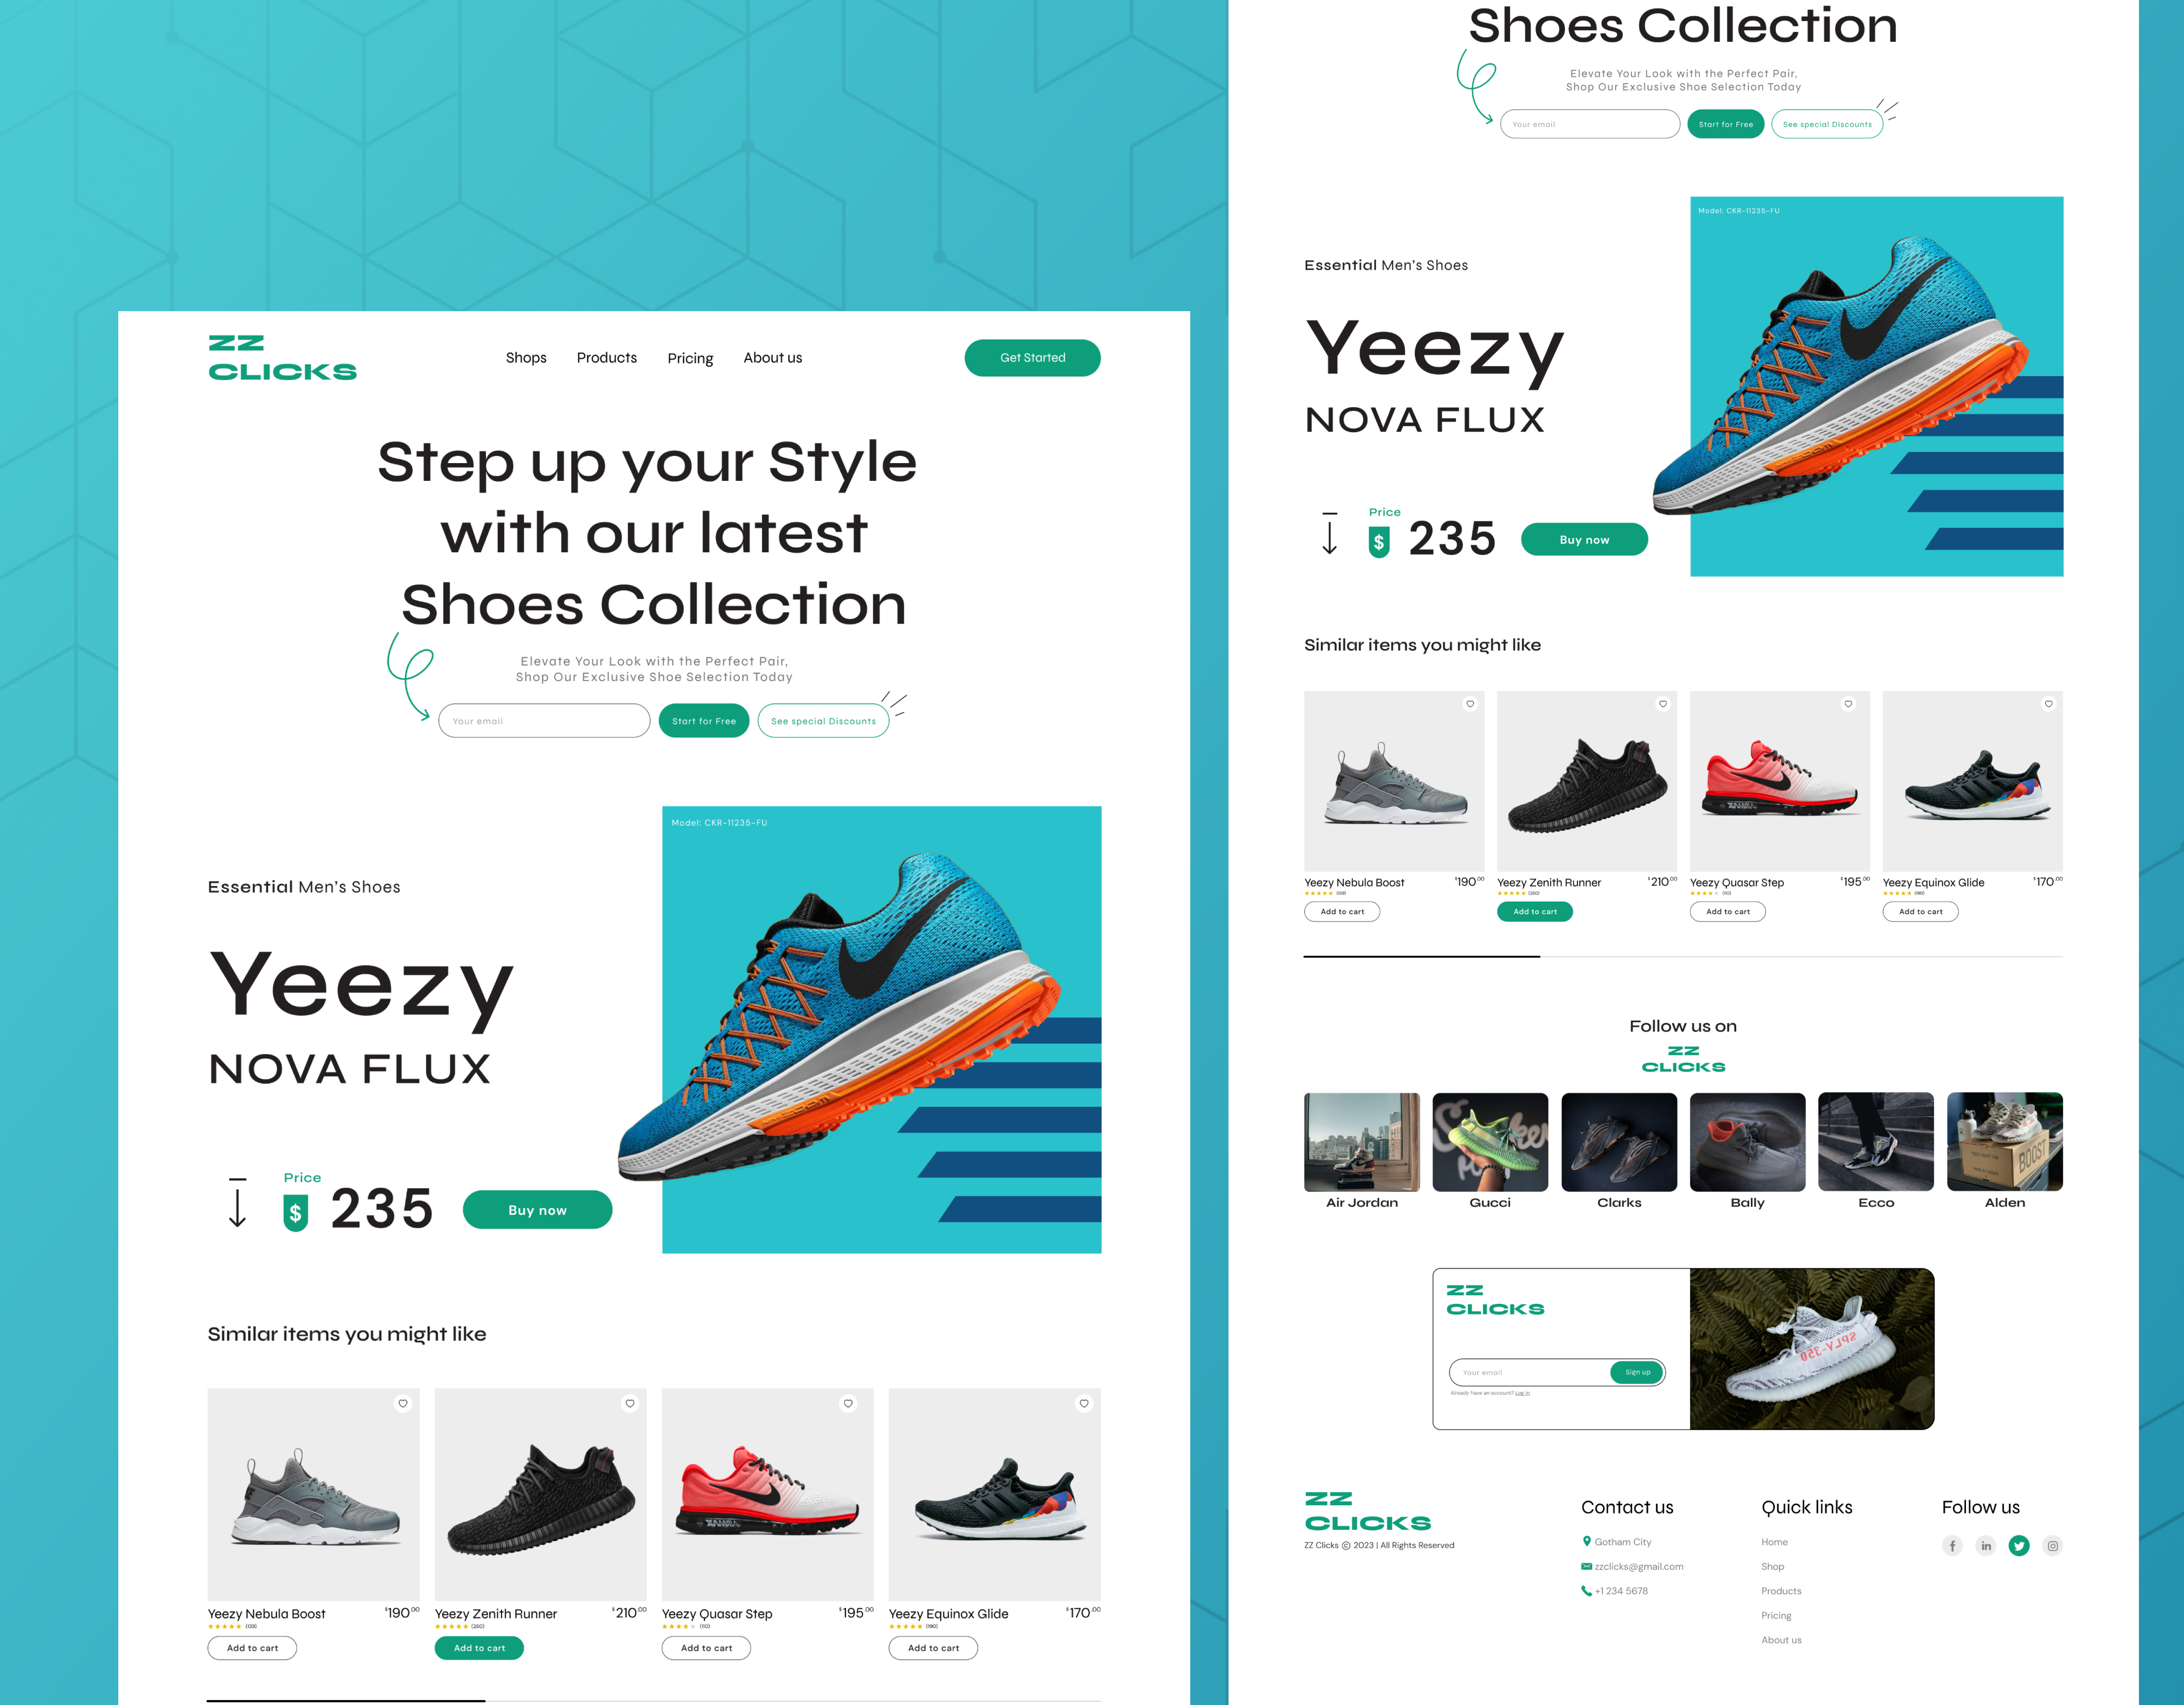 ZZ
CLICKS
Shops Products Pricing About us
Get Started
Step up your Style
with our latest
Shoes Collection
Elevate Your Look with the Perfect Pair,
Shop Our Exclusive Shoe Selection Today
Your email
Start for Free
See special Discounts
Model: CKR-11235-FU
Essential Men's Shoes
Yeezy
NOVA FLUX
Price
$ 235
Buy now
Similar items you might like
Yeezy Nebula Boost $190.00
Yeezy Zenith Runner $210.00
(260)
Yeezy Quasar Step $195.00
(110)
Yeezy Equinox Glide $170.00
(190)
Add to cart
Add to cart
Add to cart
Add to cart
Shoes Collection
Elevate Your Look with the Perfect Pair,
Shop Our Exclusive Shoe Selection Today
Your email
Start for Free
See special Discounts
Model: CKR-11235-FU
Essential Men's Shoes
Yeezy
NOVA FLUX
Price
$ 235
Buy now
Similar items you might like
Yeezy Nebula Boost $190.00
Yeezy Zenith Runner $210.00
(260)
Yeezy Quasar Step $195.00
(110)
Yeezy Equinox Glide $170.00
(190)
Add to cart
Add to cart
Add to cart
Add to cart
Follow us on
ZZ
CLICKS
BOOST
Air Jordan
Gucci
Clarks
Bally
Ecco
Alden
ZZ
CLICKS
Your email
Sign up
Already have an account? Log in
SPLY-350
ZZ
CLICKS
ZZ Clicks © 2023 | All Rights Reserved
Contact us
Gotham City
zzclicks@gmail.com
+1 234 5678
Quick links
Home
Shop
Products
Pricing
About us
Follow us
f
in